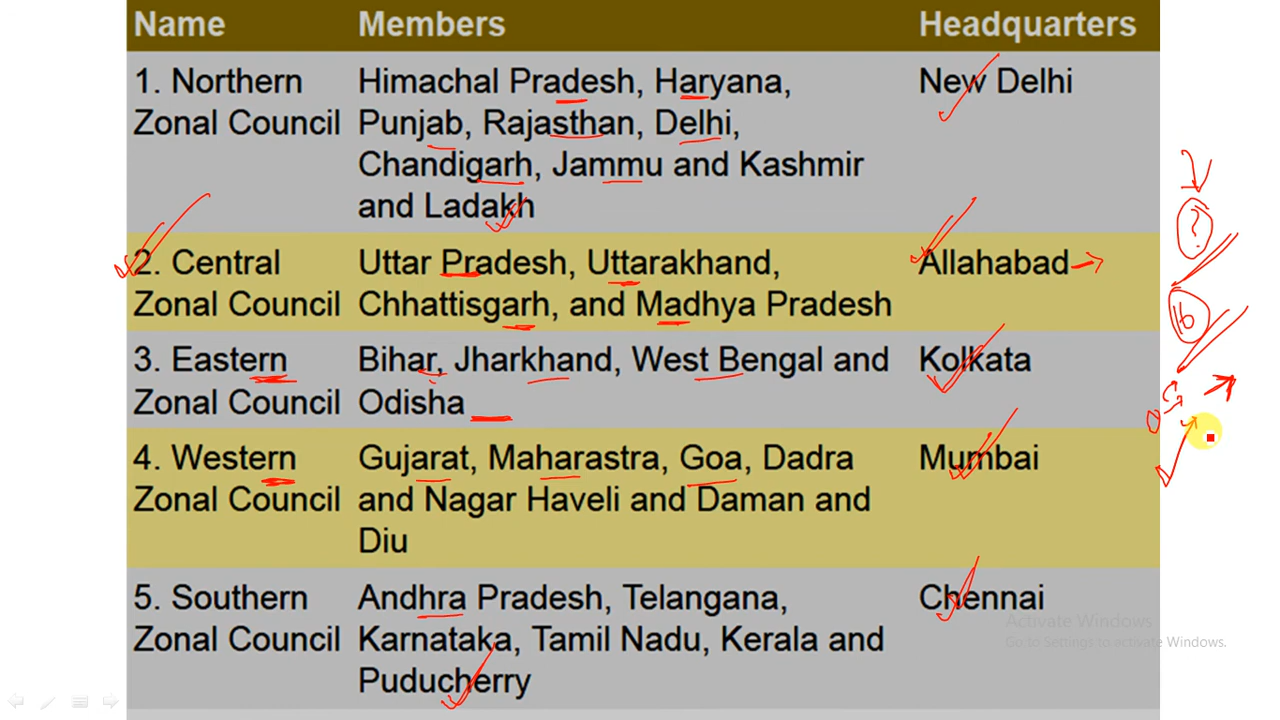 Name Members Headquarters
1. Northern Himachal Pradesh, Haryana, New Delhi
Zonal Council Punjab, Rajasthan, Delhi,
Chandigarh, Jammu and Kashmir
and Ladakh
2. Central Uttar Pradesh, Uttarakhand, Allahabad
Zonal Council Chhattisgarh, and Madhya Pradesh
3. Eastern Bihar, Jharkhand, West Bengal and Kolkata
Zonal Council Odisha
4. Western Gujarat, Maharastra, Goa, Dadra Mumbai
Zonal Council and Nagar Haveli and Daman and
Diu
5. Southern Andhra Pradesh, Telangana, Chennai
Zonal Council Karnataka, Tamil Nadu, Kerala and
Puducherry
?
Activate Windows
Go to Settings to activate Windows.